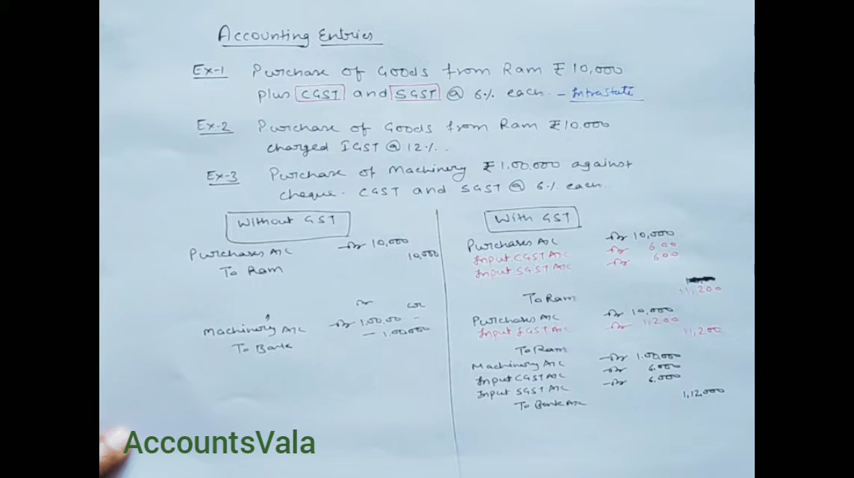 Accounting Entries
Ex-1 Purchase of Goods from Ram ₹ 10,000
plus CGST and SGST @ 6% each - Intrastate
Ex-2 Purchase of Goods from Ram ₹ 10,000
charged IGST @ 12%.
Ex-3 Purchase of Machinery ₹ 1,00,000 against
cheque. CGST and SGST @ 6% each
Without GST
Purchases A/C -Dr 10,000
To Ram 10,000
Dr Cr
Machinery A/C -Dr 1,00,000 -
To Bank - 1,00,000
With GST
Purchases A/C -Dr 10,000
Input CGST A/C -Dr 600
Input SGST A/C -Dr 600
To Ram 11,200
Purchases A/C -Dr 10,000
Input IGST A/C -Dr 1,200
To Ram 11,200
Machinery A/C -Dr 1,00,000
Input CGST A/C -Dr 6,000
Input SGST A/C -Dr 6,000
To Bank A/C 1,12,000
AccountsVala